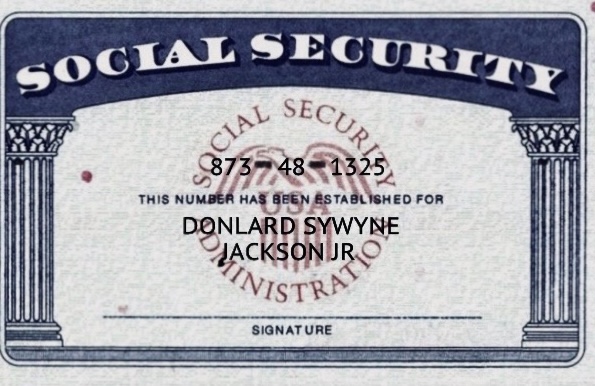 SOCIAL SECURITY
SOCIAL SECURITY
873-48-1325
THIS NUMBER HAS BEEN ESTABLISHED FOR
USA
DONLARD SYWYNE
JACKSON JR
ADMINISTRATION
SIGNATURE